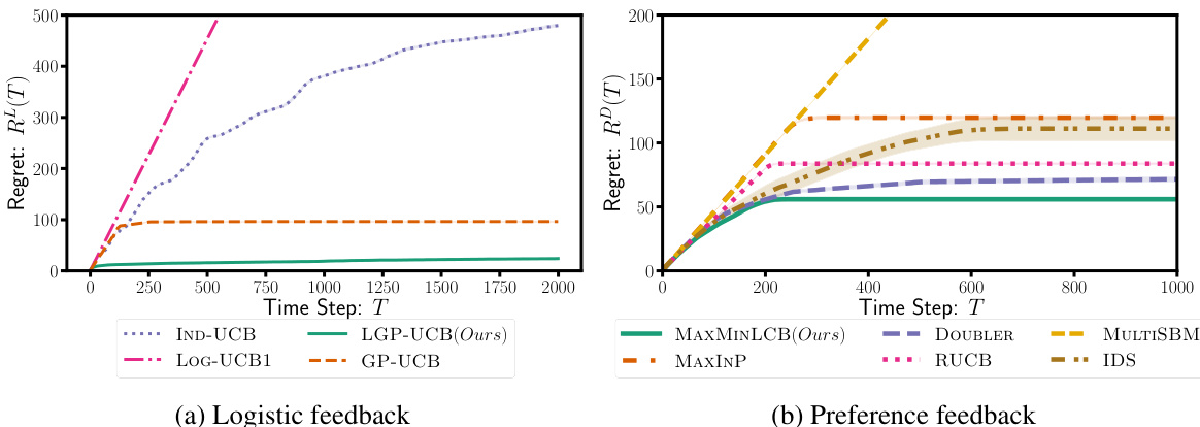 500
400
300
200
100
0
Regret: R^L(T)
0 250 500 750 1000 1250 1500 1750 2000
Time Step: T
IND-UCB LGP-UCB(Ours)
LOG-UCB1 GP-UCB
(a) Logistic feedback
200
150
100
50
0
Regret: R^D(T)
0 200 400 600 800 1000
Time Step: T
MAXMINLCB(Ours) DOUBLER MULTISBM
MAXINP RUCB IDS
(b) Preference feedback